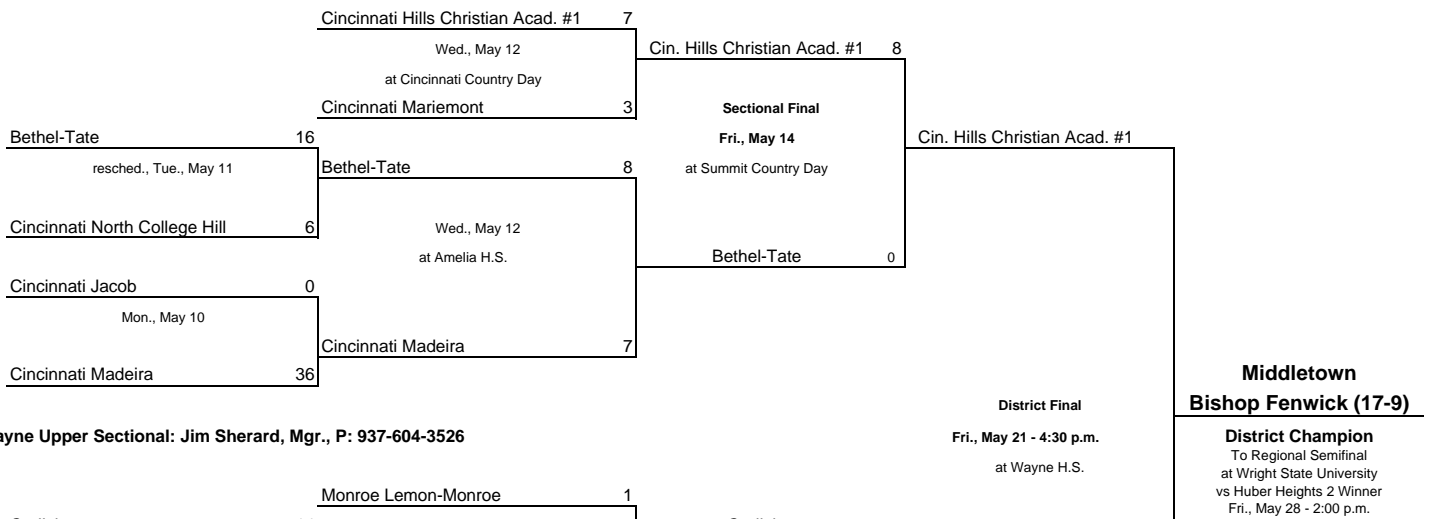 Cincinnati Hills Christian Acad. #1 7
Wed., May 12
at Cincinnati Country Day
Cincinnati Mariemont 3
Cin. Hills Christian Acad. #1 8
Sectional Final
Fri., May 14
at Summit Country Day
Cin. Hills Christian Acad. #1
Bethel-Tate 16
resched., Tue., May 11
Cincinnati North College Hill 6
Bethel-Tate 8
Wed., May 12
at Amelia H.S.
Bethel-Tate 0
Cincinnati Jacob 0
Mon., May 10
Cincinnati Madeira 36
Cincinnati Madeira 7
Middletown
Bishop Fenwick (17-9)
District Final
Fri., May 21 - 4:30 p.m.
at Wayne H.S.
District Champion
To Regional Semifinal
at Wright State University
vs Huber Heights 2 Winner
Fri., May 28 - 2:00 p.m.
ayne Upper Sectional: Jim Sherard, Mgr., P: 937-604-3526
Monroe Lemon-Monroe 1